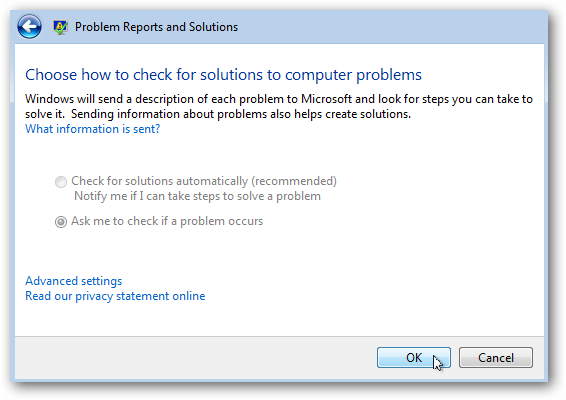 Problem Reports and Solutions
Choose how to check for solutions to computer problems
Windows will send a description of each problem to Microsoft and look for steps you can take to
solve it.  Sending information about problems also helps create solutions.
What information is sent?
Check for solutions automatically (recommended)
Notify me if I can take steps to solve a problem
Ask me to check if a problem occurs
Advanced settings
Read our privacy statement online
OK
Cancel